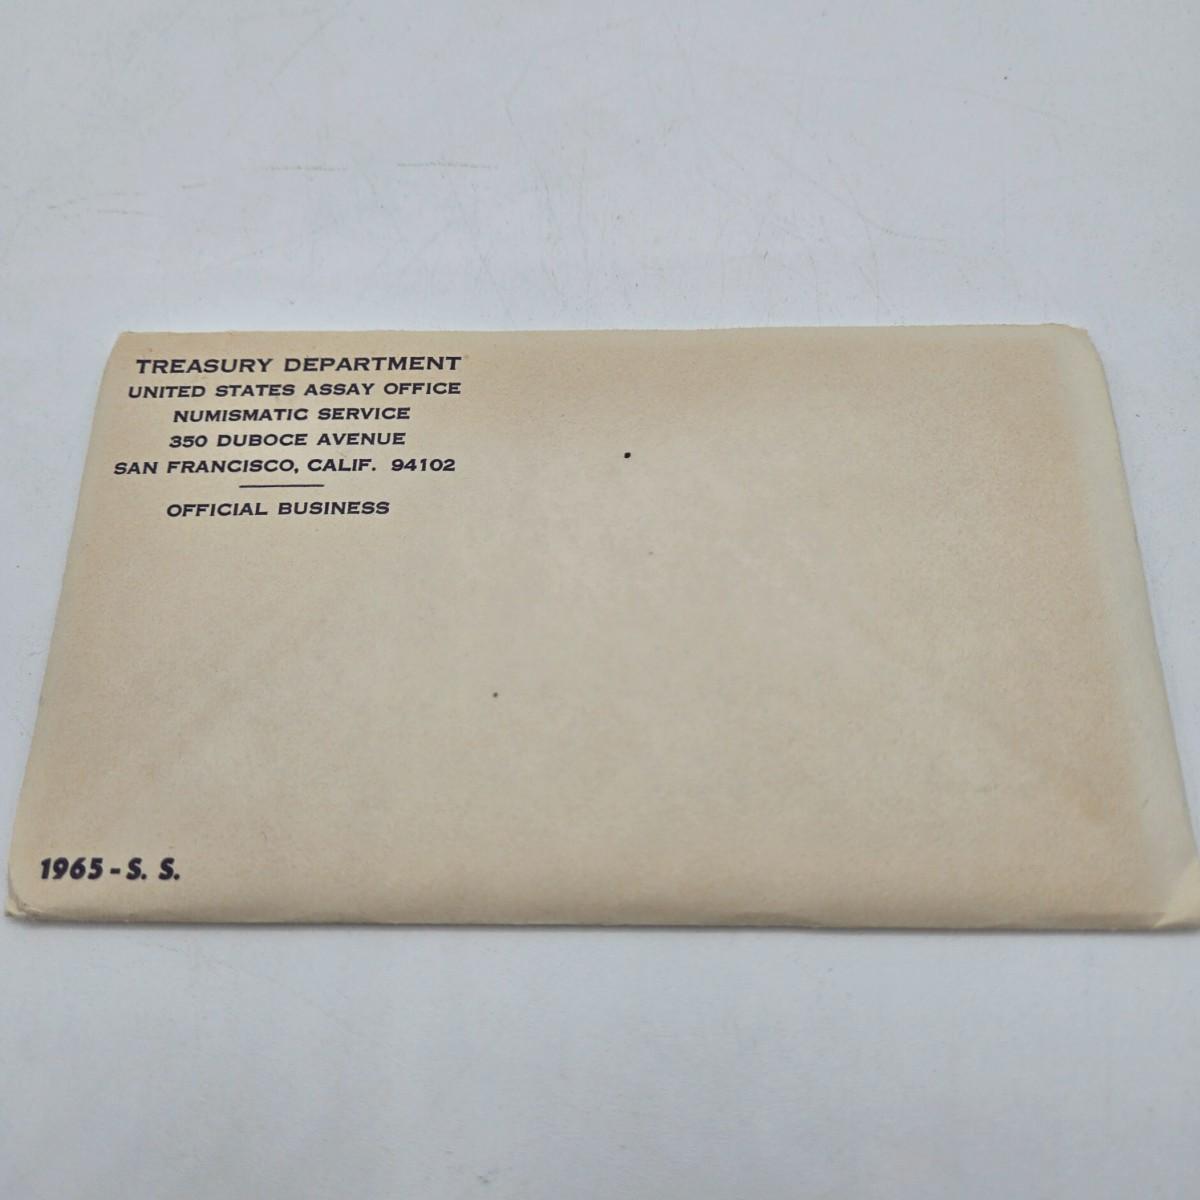 TREASURY DEPARTMENT
UNITED STATES ASSAY OFFICE
NUMISMATIC SERVICE
350 DUBOCE AVENUE
SAN FRANCISCO, CALIF. 94102
OFFICIAL BUSINESS
1965 - S. S.